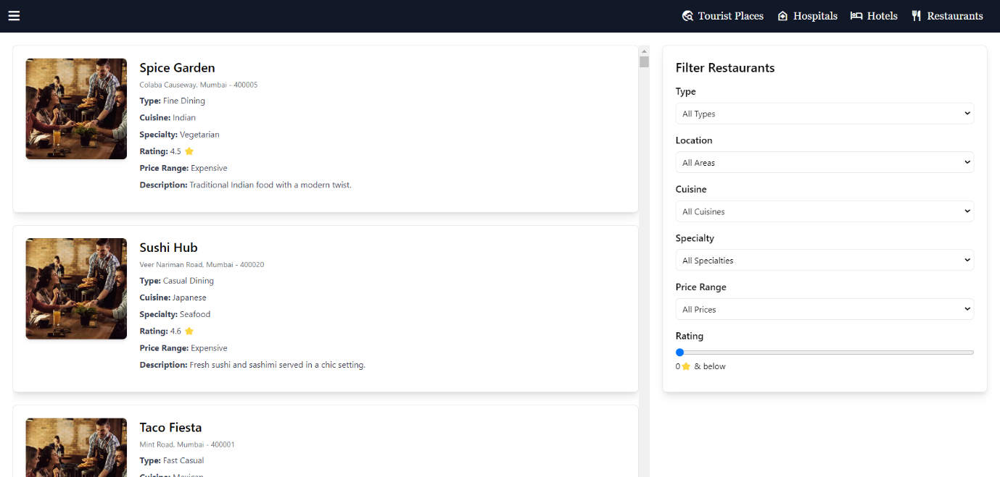 Tourist Places Hospitals Hotels Restaurants
Spice Garden
Colaba Causeway, Mumbai - 400005
Type: Fine Dining
Cuisine: Indian
Specialty: Vegetarian
Rating: 4.5
Price Range: Expensive
Description: Traditional Indian food with a modern twist.
Sushi Hub
Veer Nariman Road, Mumbai - 400020
Type: Casual Dining
Cuisine: Japanese
Specialty: Seafood
Rating: 4.6
Price Range: Expensive
Description: Fresh sushi and sashimi served in a chic setting.
Taco Fiesta
Mint Road, Mumbai - 400001
Type: Fast Casual
Cuisine: Mexican
Filter Restaurants
Type
All Types
Location
All Areas
Cuisine
All Cuisines
Specialty
All Specialties
Price Range
All Prices
Rating
0 & below